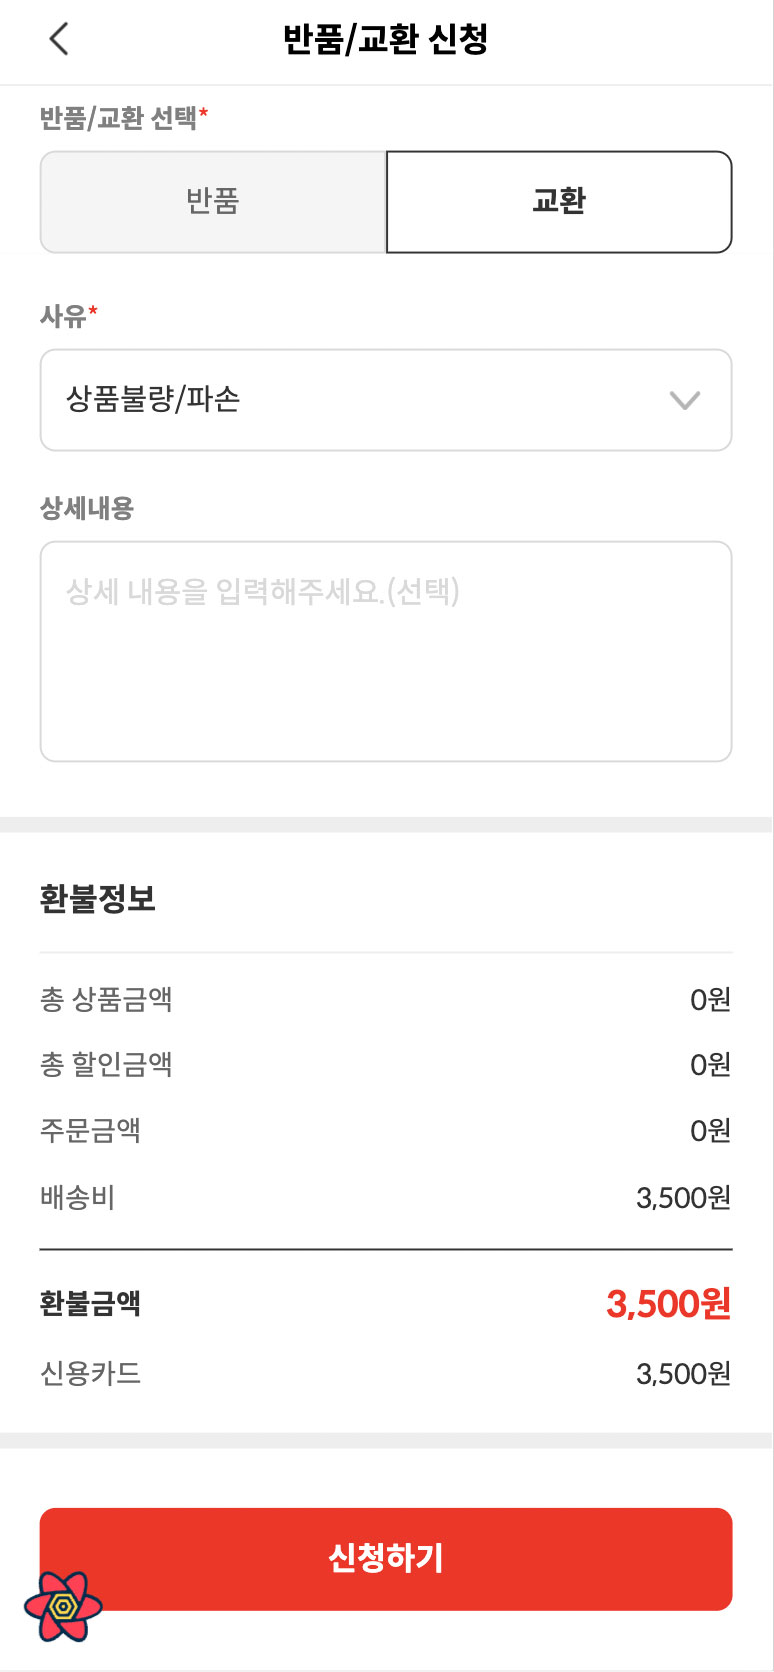 반품/교환 신청
반품/교환 선택*
반품
교환
사유*
상품불량/파손
상세내용
상세 내용을 입력해주세요.(선택)
환불정보
총 상품금액 0원
총 할인금액 0원
주문금액 0원
배송비 3,500원
환불금액 3,500원
신용카드 3,500원
신청하기